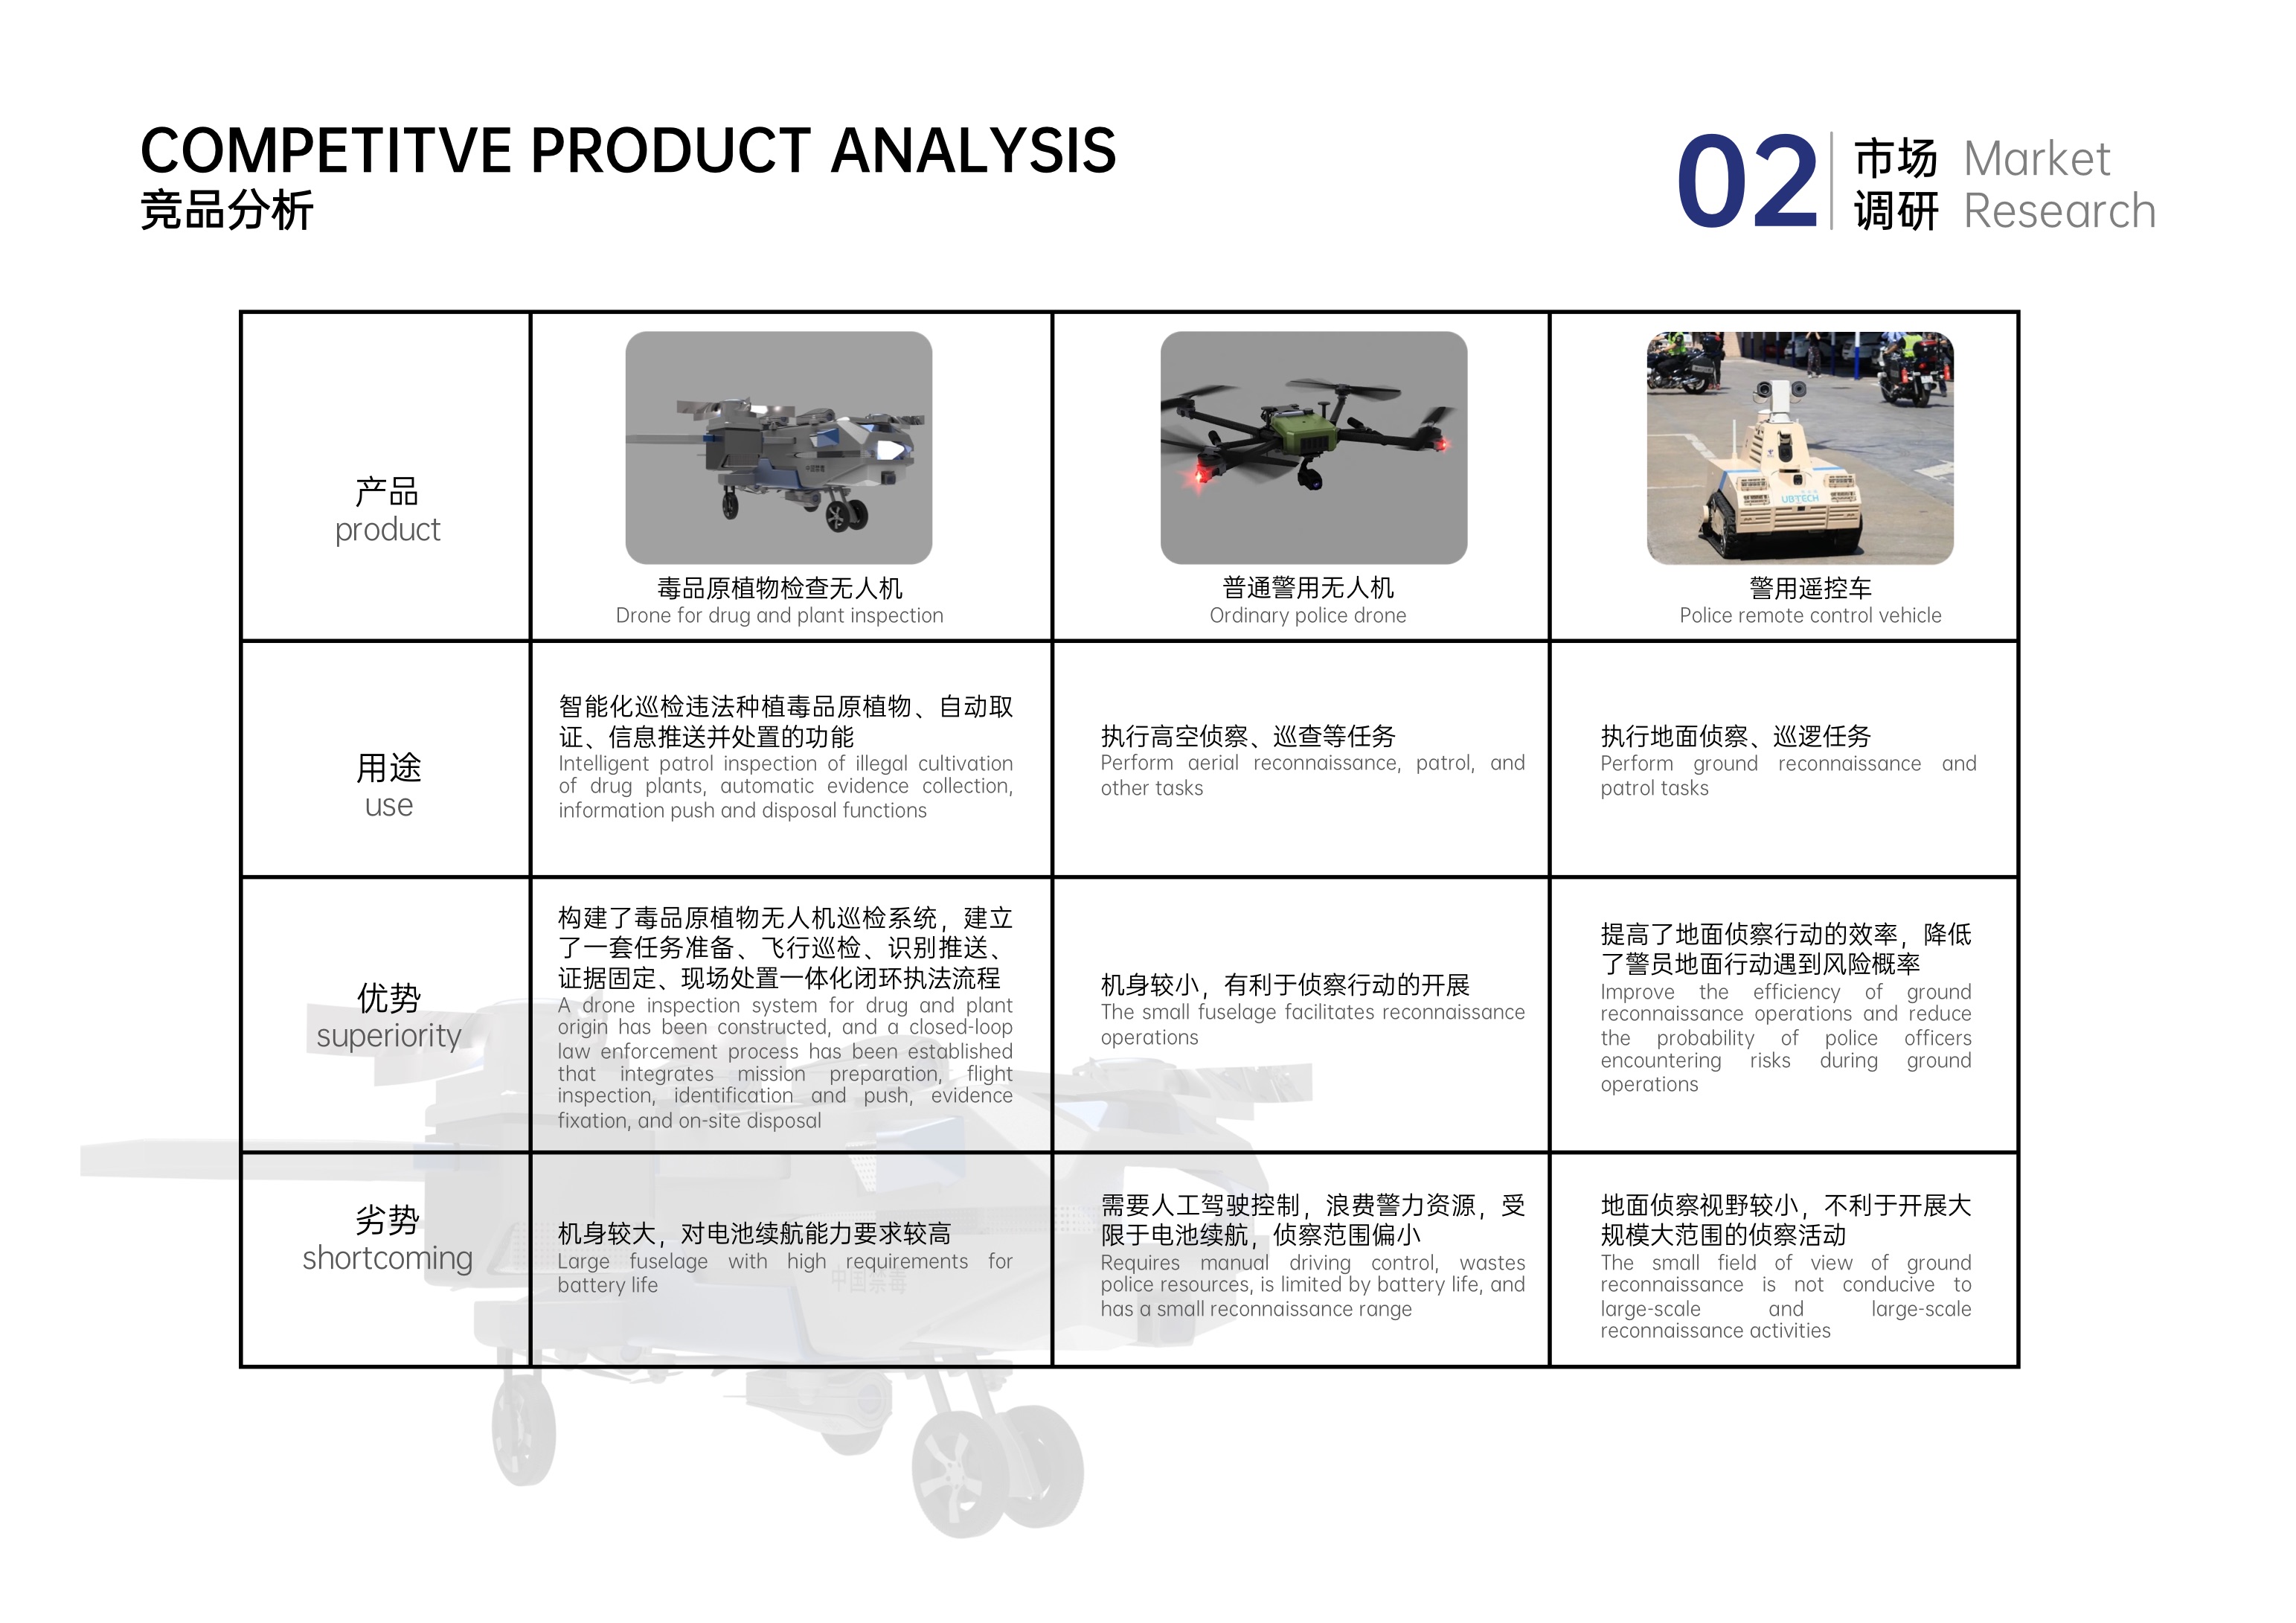 COMPETITVE PRODUCT ANALYSIS
竞品分析
02
市场
调研
Market
Research
产品
product
中国禁毒
毒品原植物检查无人机
Drone for drug and plant inspection
普通警用无人机
Ordinary police drone
UBTECH
警用遥控车
Police remote control vehicle
用途
use
智能化巡检违法种植毒品原植物、自动取
证、信息推送并处置的功能
Intelligent patrol inspection of illegal cultivation
of drug plants, automatic evidence collection,
information push and disposal functions
执行高空侦察、巡查等任务
Perform aerial reconnaissance, patrol, and
other tasks
执行地面侦察、巡逻任务
Perform ground reconnaissance and
patrol tasks
优势
superiority
构建了毒品原植物无人机巡检系统，建立
了一套任务准备、飞行巡检、识别推送、
证据固定、现场处置一体化闭环执法流程
A drone inspection system for drug and plant
origin has been constructed, and a closed-loop
law enforcement process has been established
that integrates mission preparation, flight
inspection, identification and push, evidence
fixation, and on-site disposal
机身较小，有利于侦察行动的开展
The small fuselage facilitates reconnaissance
operations
提高了地面侦察行动的效率，降低
了警员地面行动遇到风险概率
Improve the efficiency of ground
reconnaissance operations and reduce
the probability of police officers
encountering risks during ground
operations
劣势
shortcoming
机身较大，对电池续航能力要求较高
Large fuselage with high requirements for
battery life
中国禁毒
需要人工驾驶控制，浪费警力资源，受
限于电池续航，侦察范围偏小
Requires manual driving control, wastes
police resources, is limited by battery life, and
has a small reconnaissance range
地面侦察视野较小，不利于开展大
规模大范围的侦察活动
The small field of view of ground
reconnaissance is not conducive to
large-scale and large-scale
reconnaissance activities